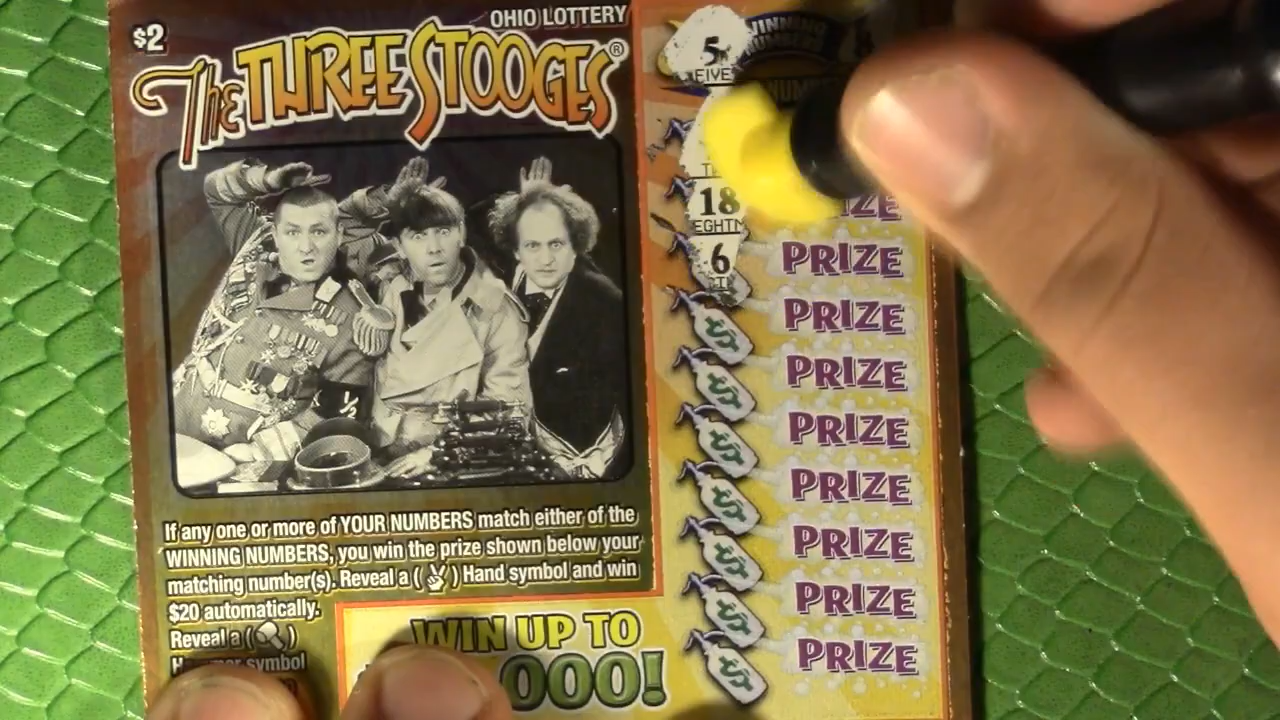 $2
OHIO LOTTERY
The THREE STOOGES®
If any one or more of YOUR NUMBERS match either of the
WINNING NUMBERS, you win the prize shown below your
matching number(s). Reveal a ( ) Hand symbol and win
$20 automatically.
Reveal a ( )
symbol
WIN UP TO
000!
WINNING
NUMBERS
5
FIVE
18
EGHTN
6
PRIZE
PRIZE
PRIZE
PRIZE
PRIZE
PRIZE
PRIZE
PRIZE